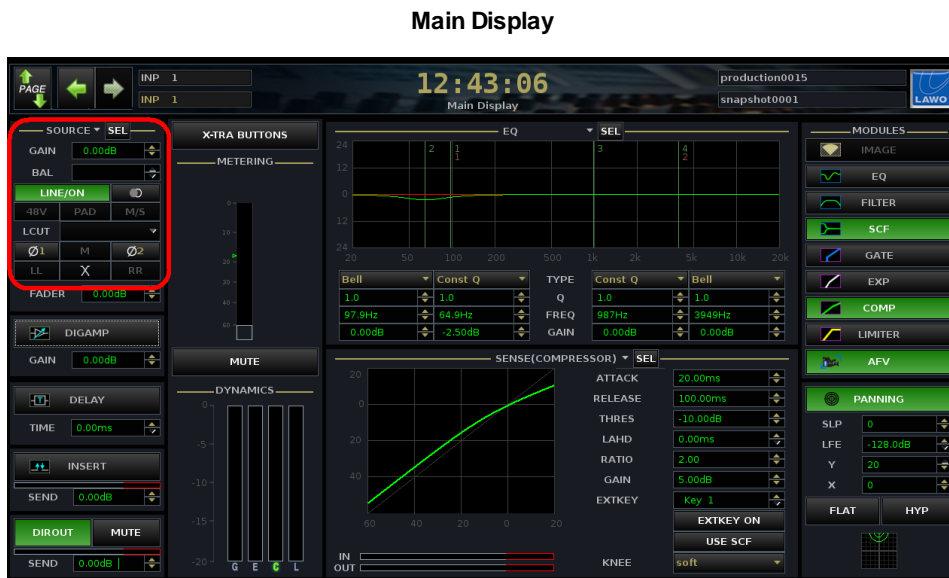 Main Display
PAGE
INP 1
INP 1
12:43:06
Main Display
production0015
snapshot0001
LAWO
SOURCE SEL
GAIN 0.00dB
BAL
LINE/ON
48V PAD M/S
LCUT
Ø1 M Ø2
LL X RR
FADER 0.00dB
DIGAMP
GAIN 0.00dB
DELAY
TIME 0.00ms
INSERT
SEND 0.00dB
DIROUT MUTE
SEND 0.00dB
X-TRA BUTTONS
METERING
0
10
20
30
40
60
MUTE
DYNAMICS
0
-5
-10
-15
-20
G E C L
EQ SEL
24 2 1 3 4
1 2
12
0
12
24
20 50 100 200 500 1k 2k 5k 10k 20k
Bell Const Q TYPE Const Q Bell
1.0 1.0 Q 1.0 1.0
97.9Hz 64.9Hz FREQ 987Hz 3949Hz
0.00dB -2.50dB GAIN 0.00dB 0.00dB
SENSE(COMPRESSOR) SEL
20
0
20
40
60 40 20 0 20
ATTACK 20.00ms
RELEASE 100.00ms
THRES -10.00dB
LAHD 0.00ms
RATIO 2.00
GAIN 5.00dB
EXTKEY Key 1
EXTKEY ON
USE SCF
KNEE soft
IN
OUT
MODULES
IMAGE
EQ
FILTER
SCF
GATE
EXP
COMP
LIMITER
AFV
PANNING
SLP 0
LFE -128.0dB
Y 20
X 0
FLAT HYP